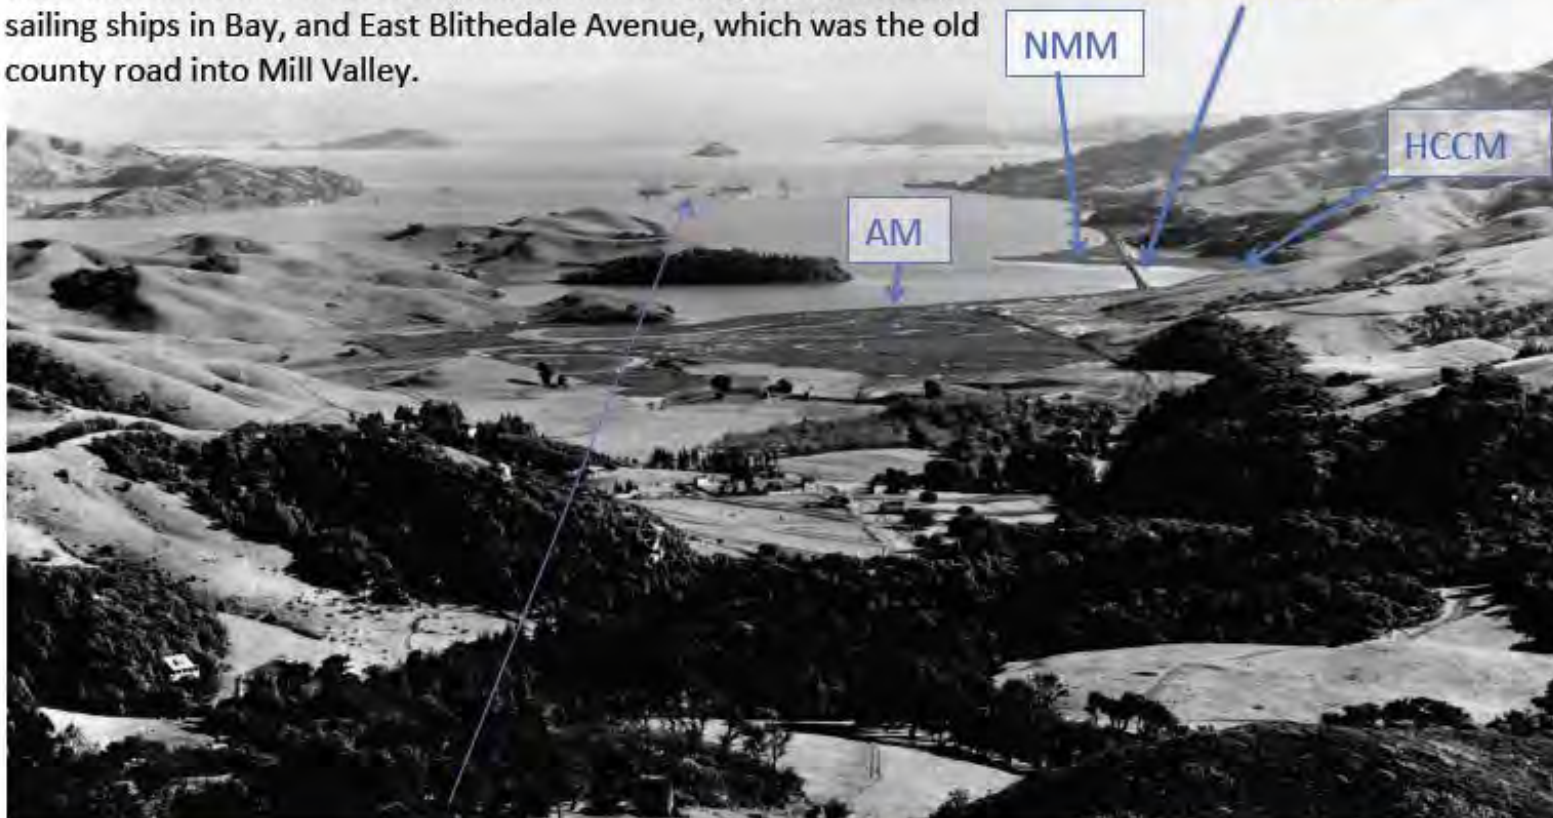 sailing ships in Bay, and East Blithedale Avenue, which was the old
county road into Mill Valley.
NMM
HCCM
AM